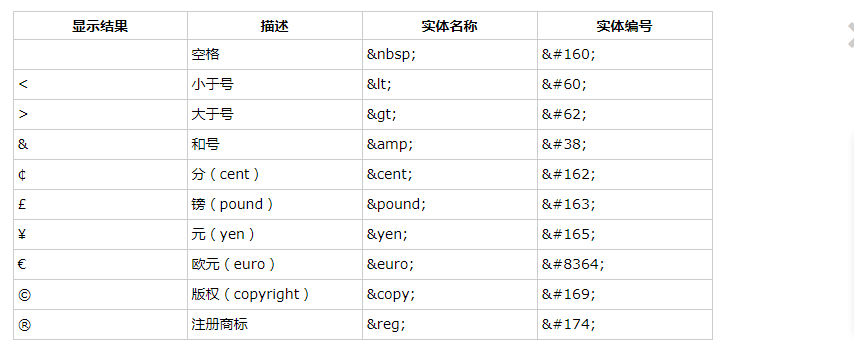 显示结果 描述 实体名称 实体编号
空格 &nbsp; &#160;
< 小于号 &lt; &#60;
> 大于号 &gt; &#62;
& 和号 &amp; &#38;
¢ 分（cent） &cent; &#162;
£ 镑（pound） &pound; &#163;
¥ 元（yen） &yen; &#165;
€ 欧元（euro） &euro; &#8364;
© 版权（copyright） &copy; &#169;
® 注册商标 &reg; &#174;